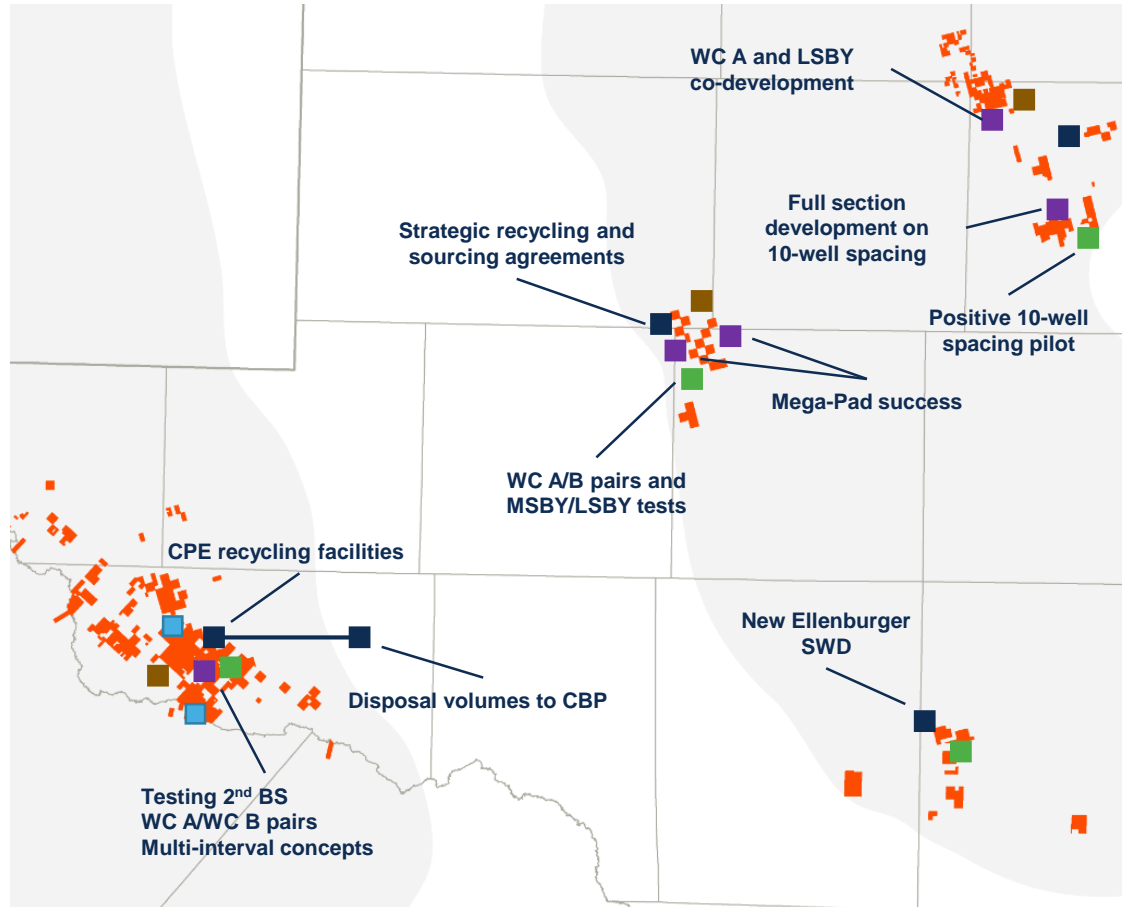 WC A and LSBY
co-development
Full section
development on
10-well spacing
Strategic recycling and
sourcing agreements
Positive 10-well
spacing pilot
Mega-Pad success
WC A/B pairs and
MSBY/LSBY tests
CPE recycling facilities
New Ellenburger
SWD
Disposal volumes to CBP
Testing 2nd BS
WC A/WC B pairs
Multi-interval concepts